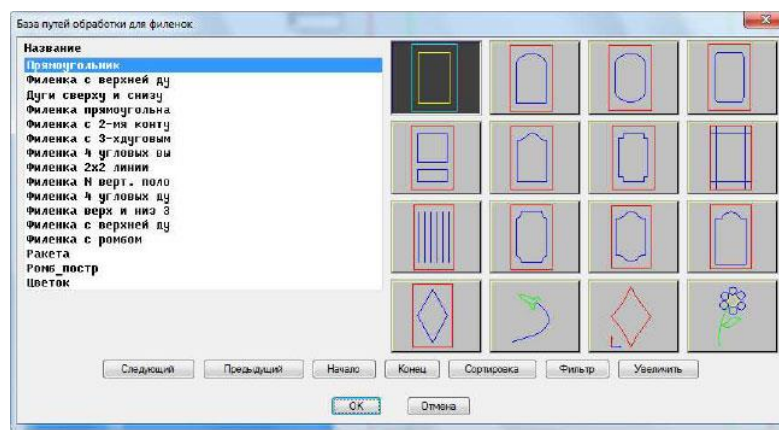 База путей обработки для филенок
Название
Прямоугольник
Филенка с верхней ду
Дуги сверху и снизу
Филенка прямоугольна
Филенка с 2-мя конту
Филенка с 3-хдуговым
Филенка 4 угловых вы
Филенка 2x2 линии
Филенка N верт. поло
Филенка 4 угловых ду
Филенка верх и низ 3
Филенка с верхней ду
Филенка с ромбом
Ракета
Ромб_постр
Цветок
Следующий Предыдущий Начало Конец Сортировка Фильтр Увеличить
OK Отмена